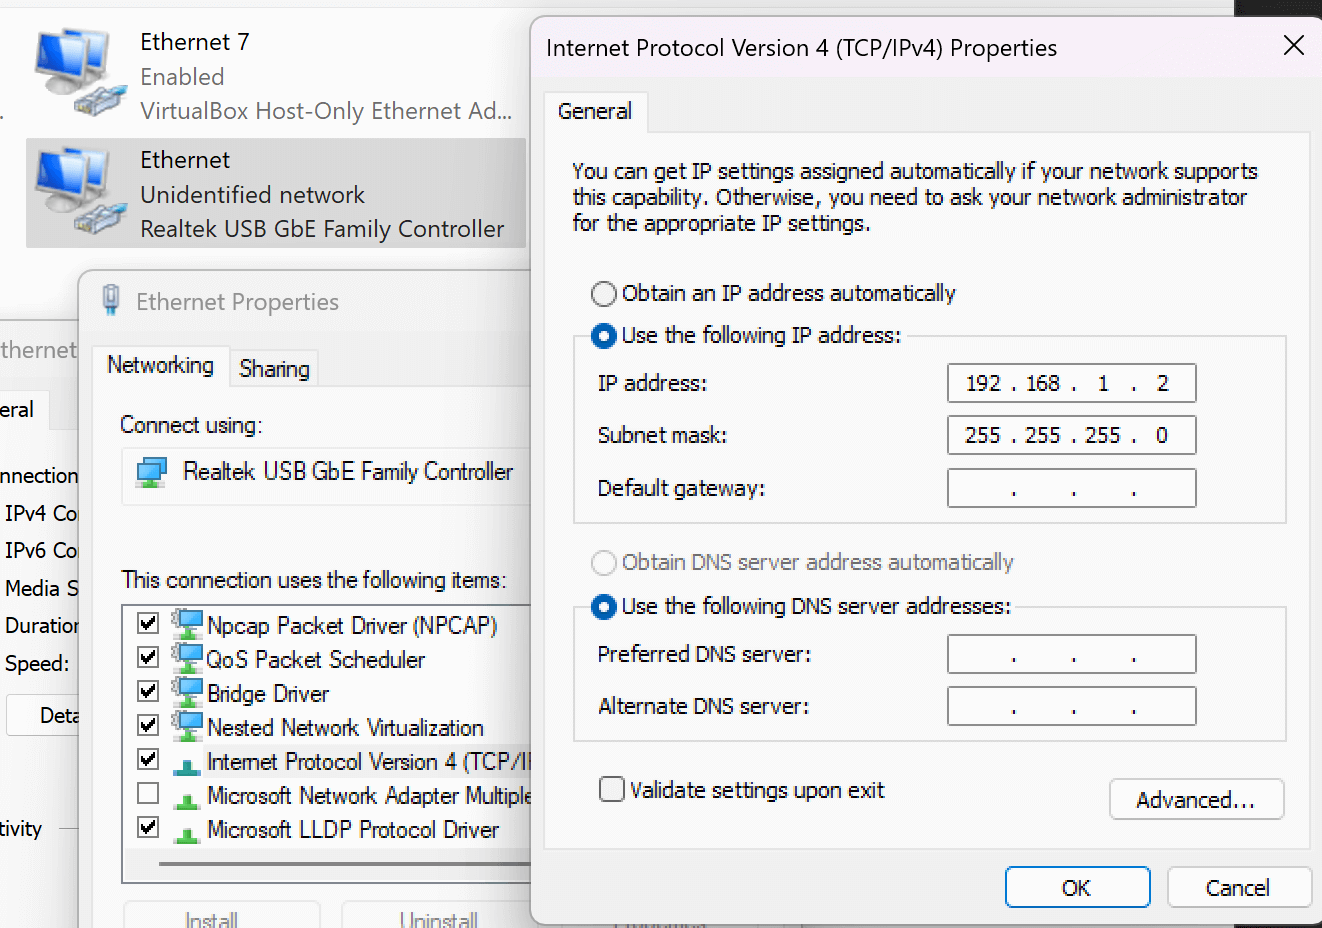 Ethernet 7
Enabled
VirtualBox Host-Only Ethernet Ad...
Ethernet
Unidentified network
Realtek USB GbE Family Controller
thernet
eral
nnection
IPv4 Co
IPv6 Co
Media S
Duration
Speed:
Deta
tivity
Ethernet Properties
Networking
Sharing
Connect using:
Realtek USB GbE Family Controller
This connection uses the following items:
Npcap Packet Driver (NPCAP)
QoS Packet Scheduler
Bridge Driver
Nested Network Virtualization
Internet Protocol Version 4 (TCP/IP
Microsoft Network Adapter Multiple
Microsoft LLDP Protocol Driver
Install
Uninstall
Internet Protocol Version 4 (TCP/IPv4) Properties
General
You can get IP settings assigned automatically if your network supports
this capability. Otherwise, you need to ask your network administrator
for the appropriate IP settings.
Obtain an IP address automatically
Use the following IP address:
IP address: 192 . 168 . 1 . 2
Subnet mask: 255 . 255 . 255 . 0
Default gateway: . . .
Obtain DNS server address automatically
Use the following DNS server addresses:
Preferred DNS server: . . .
Alternate DNS server: . . .
Validate settings upon exit
Advanced...
OK
Cancel